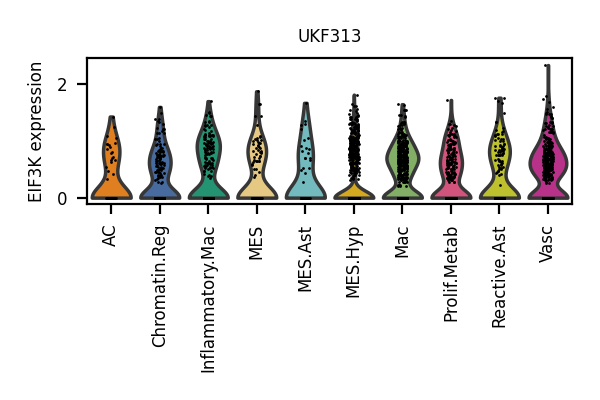 UKF313
EIF3K expression
2
0
AC
Chromatin.Reg
Inflammatory.Mac
MES
MES.Ast
MES.Hyp
Mac
Prolif.Metab
Reactive.Ast
Vasc